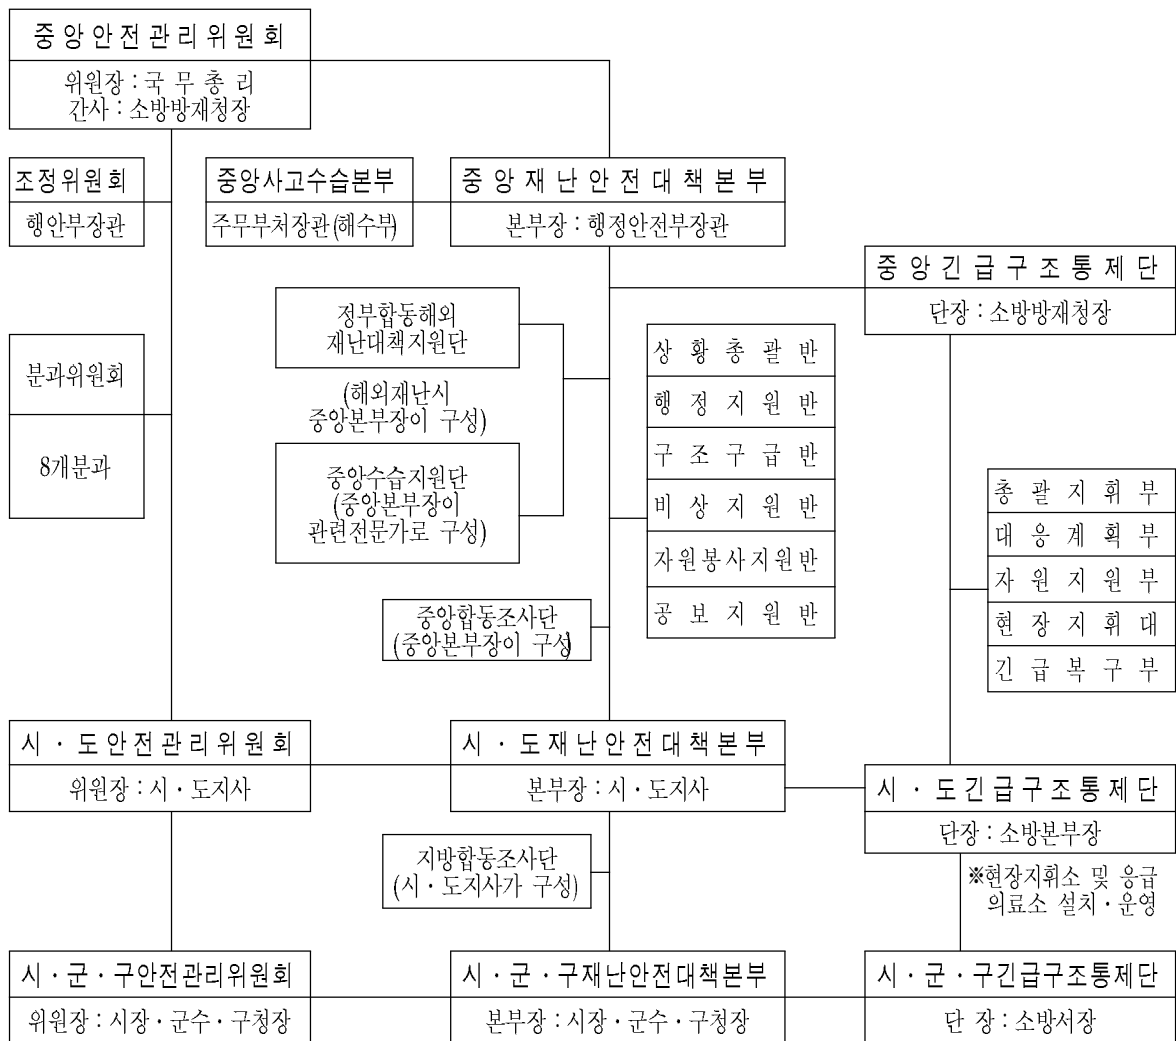 중앙안전관리위원회
위원장 : 국 무 총 리
간사 : 소방방재청장
조정위원회
행안부장관
중앙사고수습본부
주무부처장관(해수부)
중 앙 재 난 안 전 대 책 본 부
본부장 : 행정안전부장관
중 앙 긴 급 구 조 통 제 단
단장 : 소방방재청장
분과위원회
8개분과
정부합동해외
재난대책지원단
(해외재난시
중앙본부장이 구성)
중앙수습지원단
(중앙본부장이
관련전문가로 구성)
상 황 총 괄 반
행 정 지 원 반
구 조 구 급 반
비 상 지 원 반
자원봉사지원반
공 보 지 원 반
총 괄 지 휘 부
대 응 계 획 부
자 원 지 원 부
현 장 지 휘 대
긴 급 복 구 부
중앙합동조사단
(중앙본부장이 구성)
시 · 도안전관리위원회
위원장 : 시 · 도지사
시 · 도재난안전대책본부
본부장 : 시 · 도지사
시 · 도긴급구조통제단
단장 : 소방본부장
지방합동조사단
(시 · 도지사가 구성)
※현장지휘소 및 응급
의료소 설치 · 운영
시 · 군 · 구안전관리위원회
위원장 : 시장 · 군수 · 구청장
시 · 군 · 구재난안전대책본부
본부장 : 시장 · 군수 · 구청장
시 · 군 · 구긴급구조통제단
단 장 : 소방서장